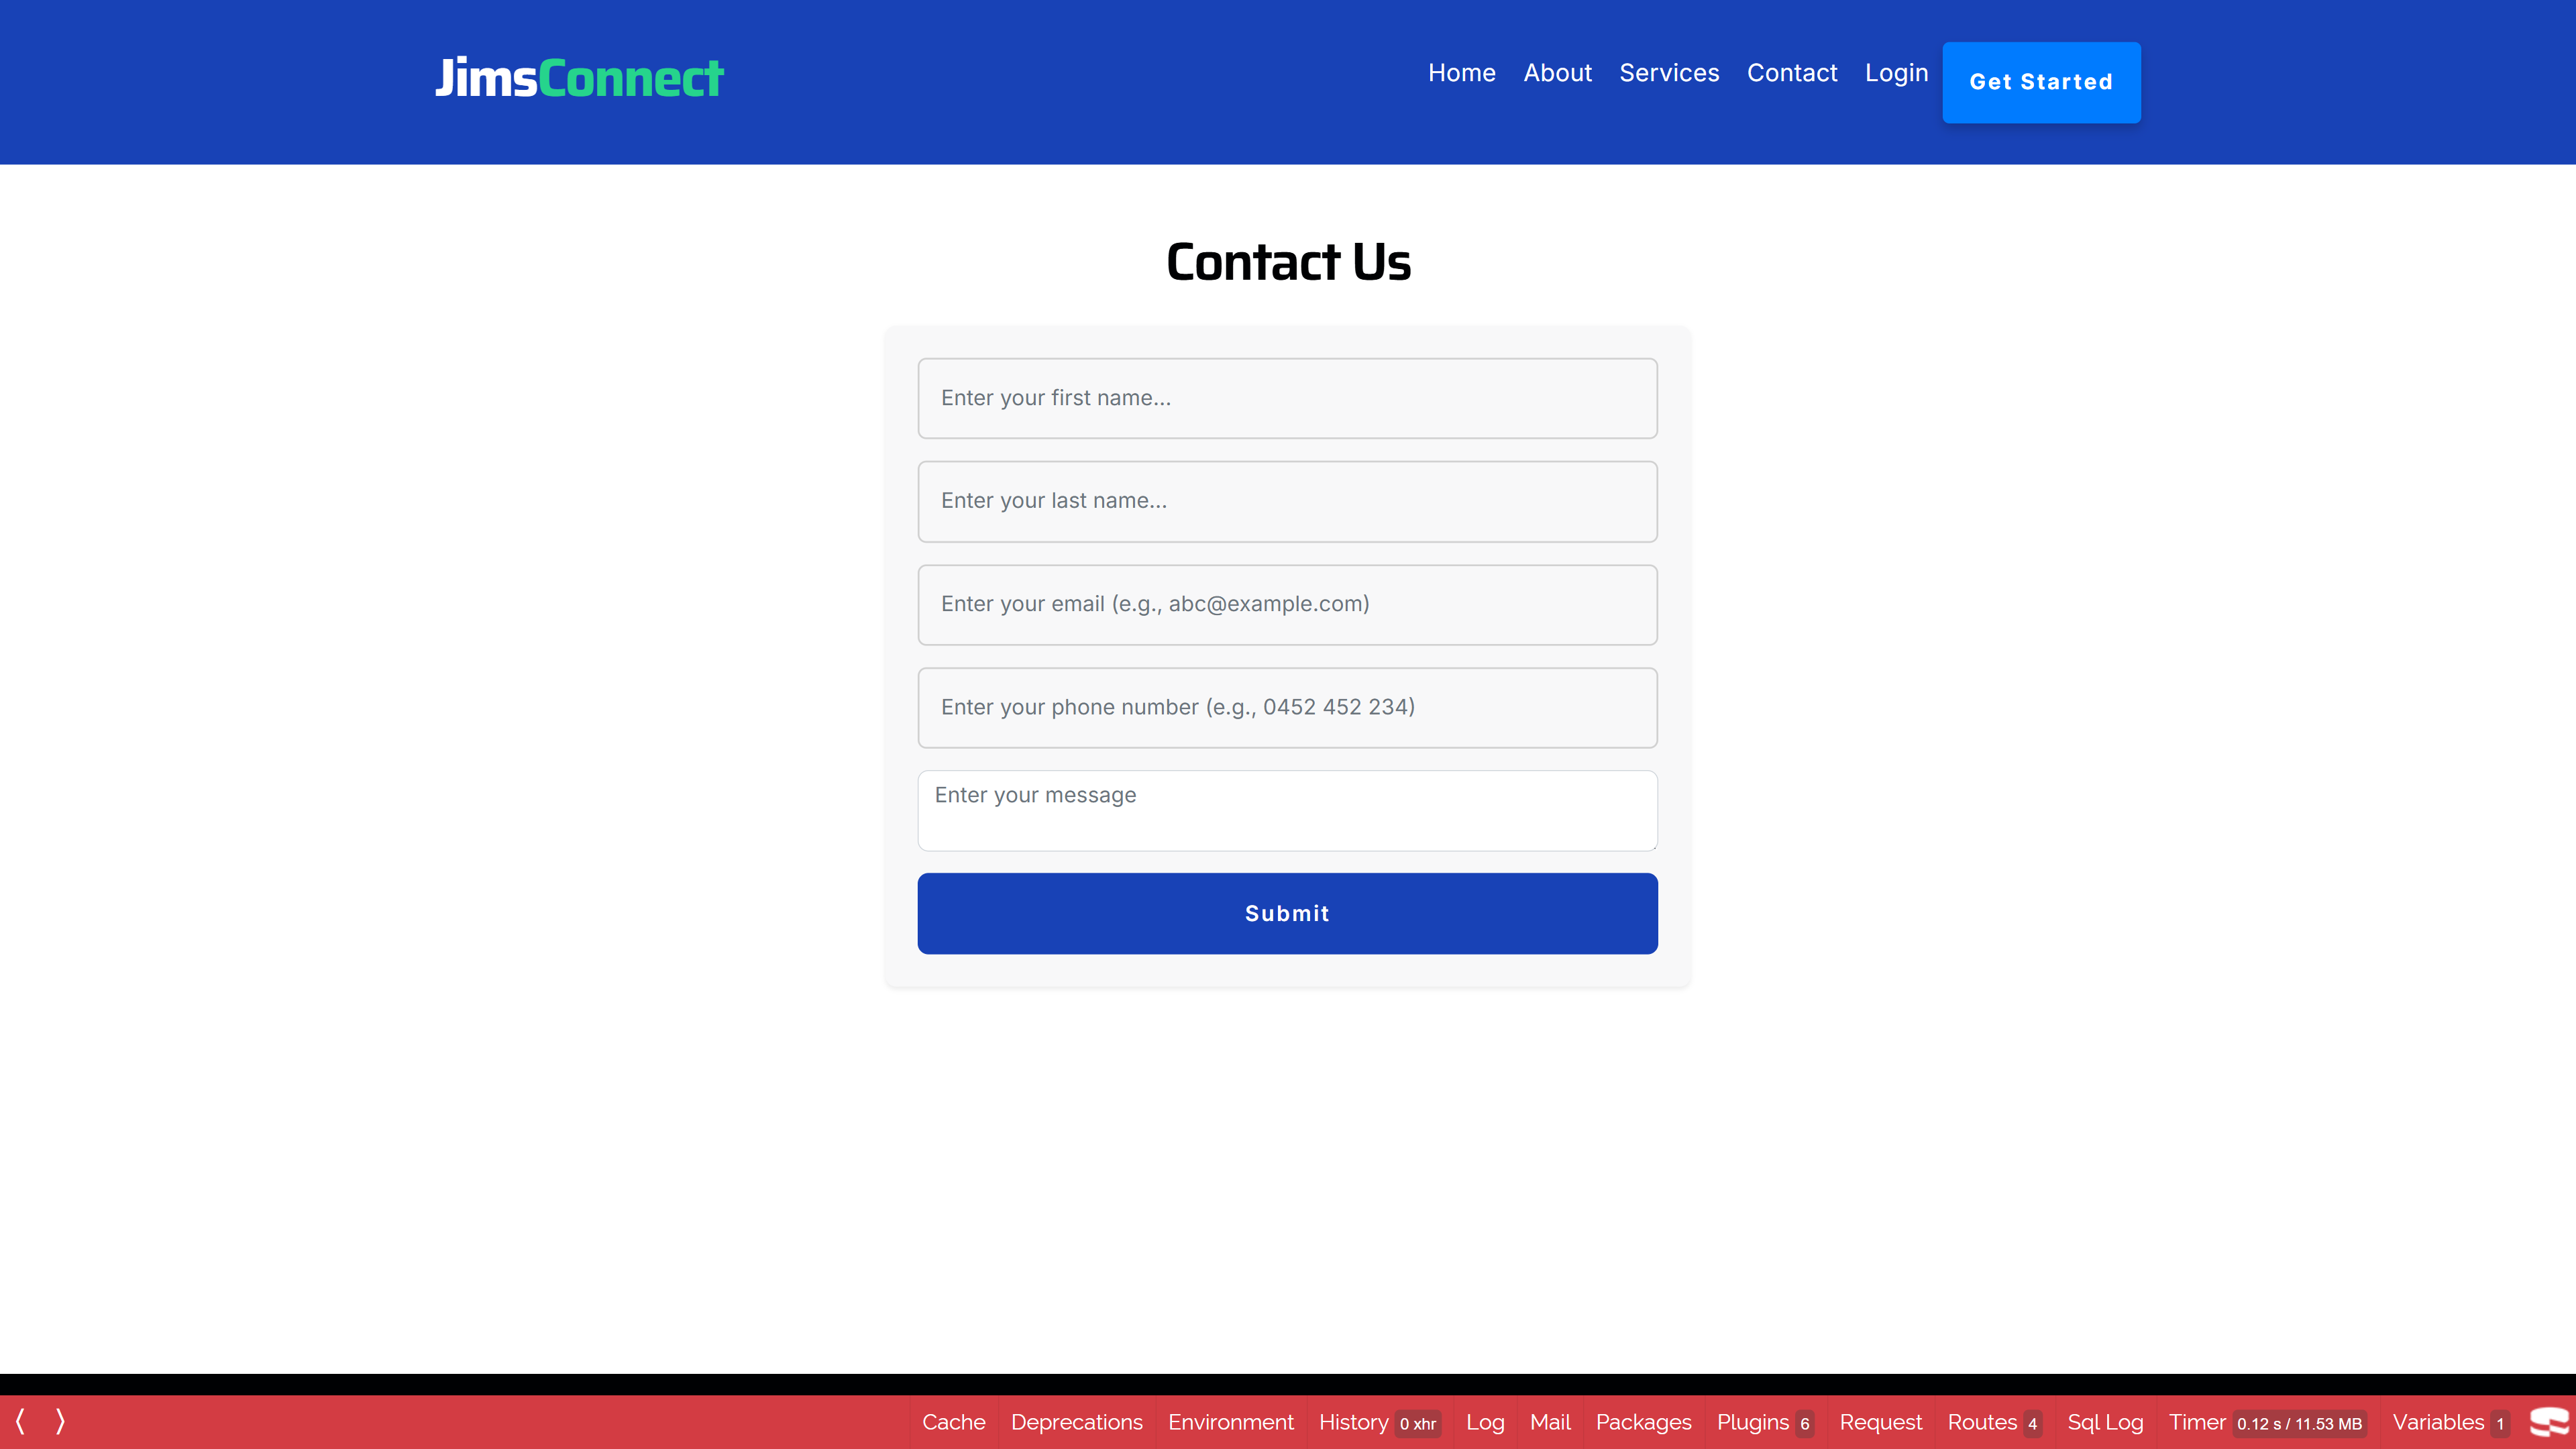 JimsConnect
Home About Services Contact Login Get Started
Contact Us
Enter your first name...
Enter your last name...
Enter your email (e.g., abc@example.com)
Enter your phone number (e.g., 0452 452 234)
Enter your message
Submit
Cache Deprecations Environment History 0 xhr Log Mail Packages Plugins 6 Request Routes 4 Sql Log Timer 0.12 s / 11.53 MB Variables 1